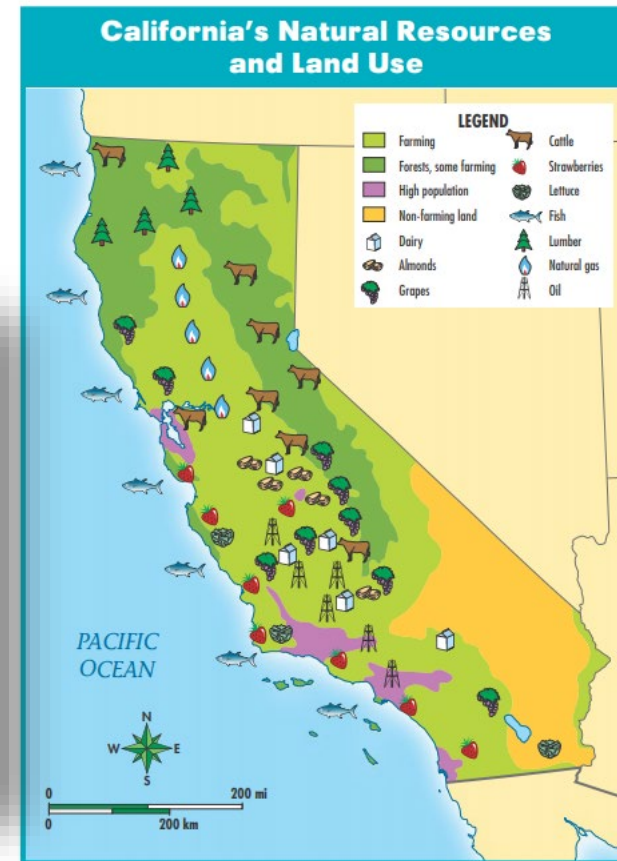 California's Natural Resources
and Land Use
LEGEND
Farming
Forests, some farming
High population
Non-farming land
Dairy
Almonds
Grapes
Cattle
Strawberries
Lettuce
Fish
Lumber
Natural gas
Oil
PACIFIC
OCEAN
N
W E
S
0 200 mi
0 200 km